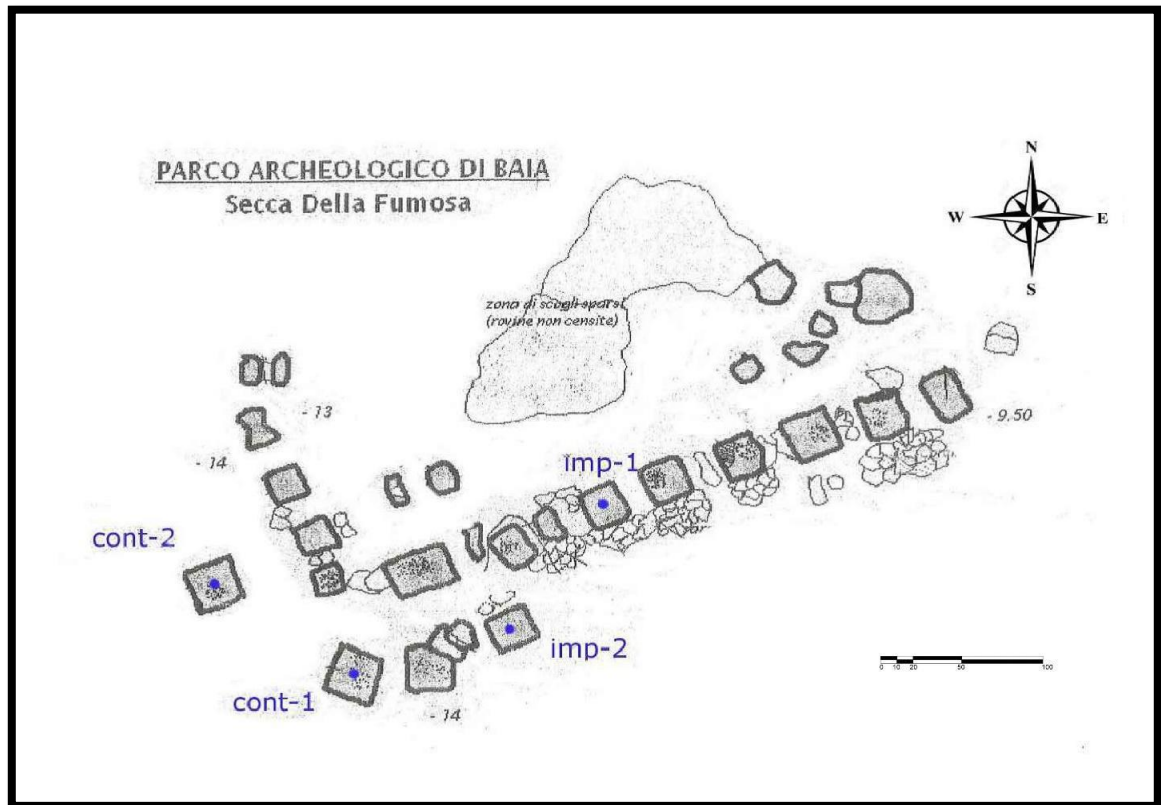 PARCO ARCHEOLOGICO DI BAIA
Secca Della Fumosa
N
W
E
S
zona di scogli sparsi
(rovine non censite)
- 13
- 9.50
- 14
imp-1
cont-2
imp-2
cont-1
- 14
0 10 20 50 100